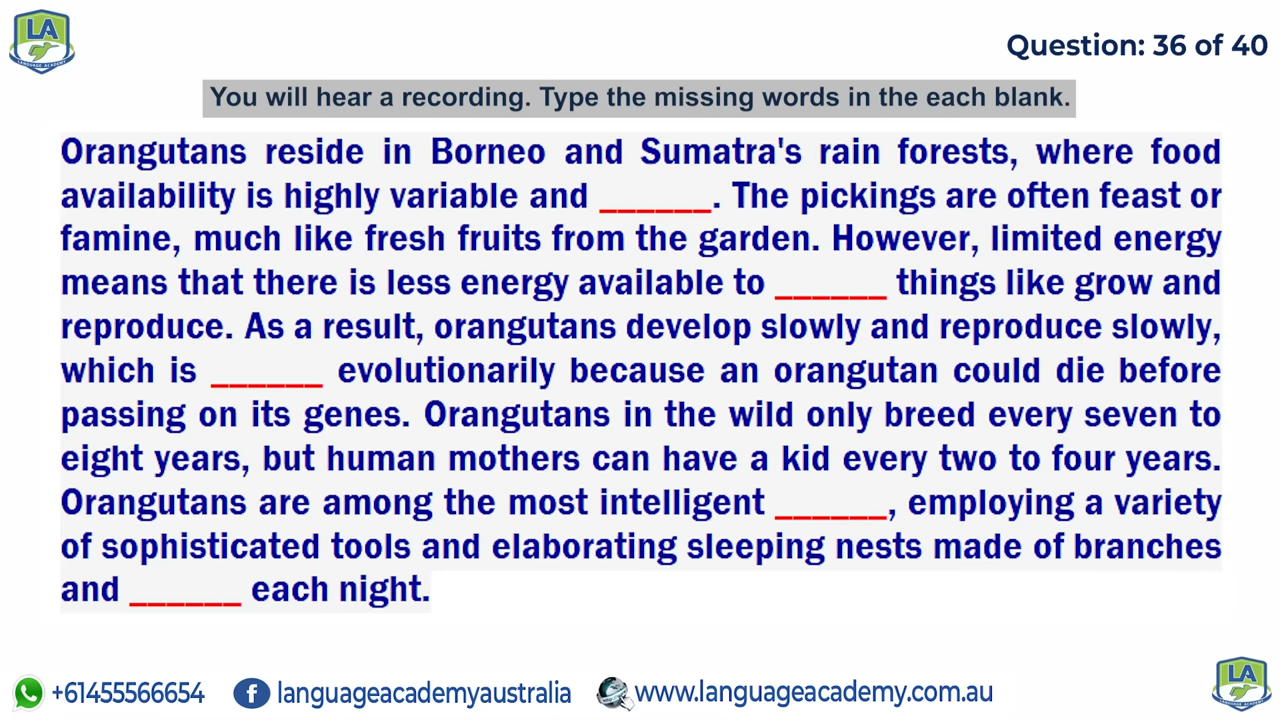 LA
LANGUAGE ACADEMY
Question: 36 of 40
You will hear a recording. Type the missing words in the each blank.
Orangutans reside in Borneo and Sumatra's rain forests, where food
availability is highly variable and ______. The pickings are often feast or
famine, much like fresh fruits from the garden. However, limited energy
means that there is less energy available to ______ things like grow and
reproduce. As a result, orangutans develop slowly and reproduce slowly,
which is ______ evolutionarily because an orangutan could die before
passing on its genes. Orangutans in the wild only breed every seven to
eight years, but human mothers can have a kid every two to four years.
Orangutans are among the most intelligent ______, employing a variety
of sophisticated tools and elaborating sleeping nests made of branches
and ______ each night.
+61455566654 languageacademyaustralia www.languageacademy.com.au
LA
LANGUAGE ACADEMY